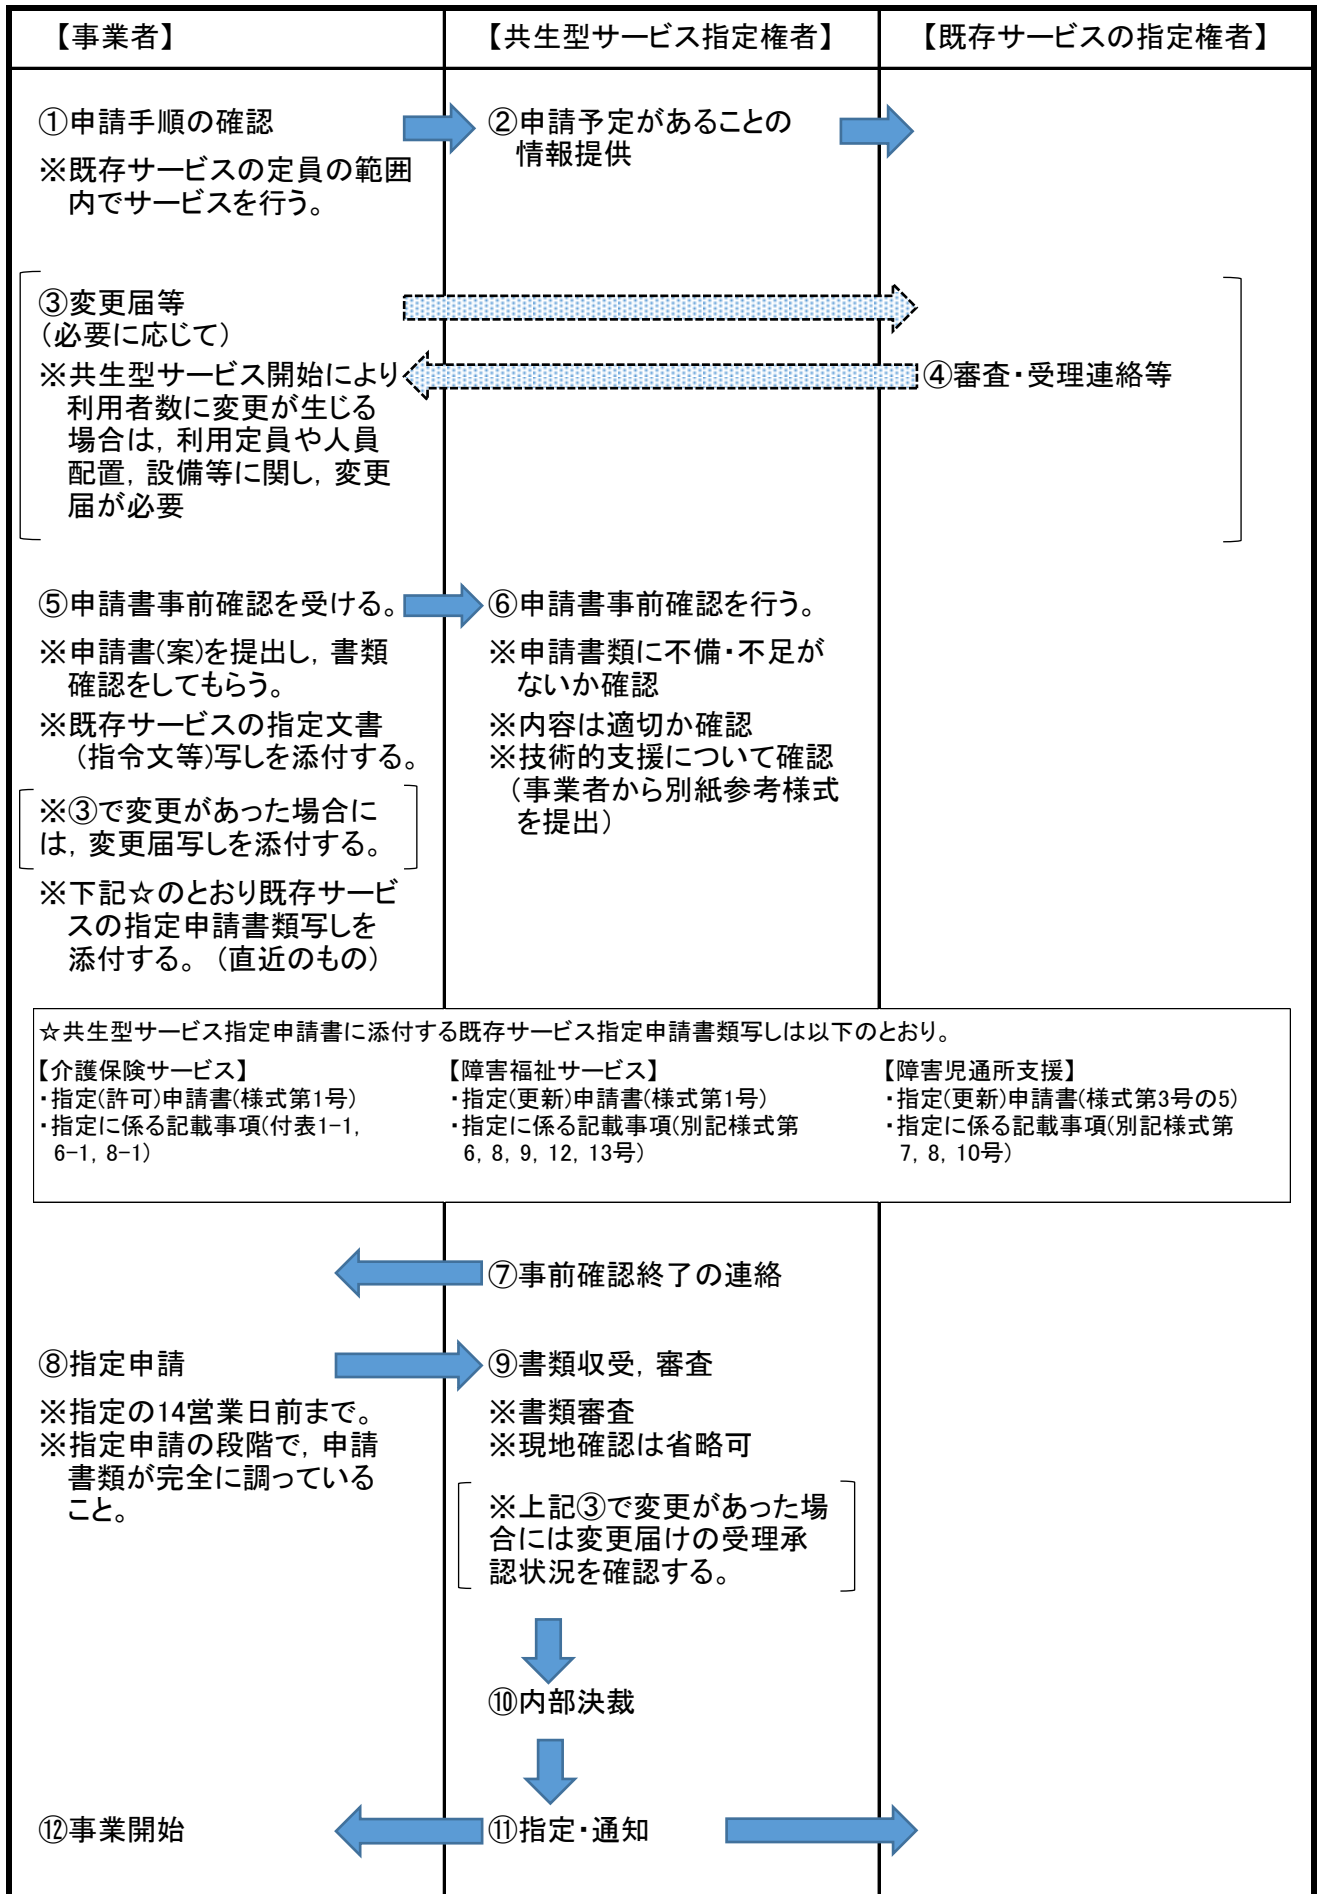 【事業者】
【共生型サービス指定権者】
【既存サービスの指定権者】
①申請手順の確認
※既存サービスの定員の範囲
内でサービスを行う。
②申請予定があることの
情報提供
③変更届等
(必要に応じて)
※共生型サービス開始により
利用者数に変更が生じる
場合は，利用定員や人員
配置，設備等に関し，変更
届が必要
④審査・受理連絡等
⑤申請書事前確認を受ける。
※申請書(案)を提出し，書類
確認をしてもらう。
※既存サービスの指定文書
(指令文等)写しを添付する。
※③で変更があった場合に
は，変更届写しを添付する。
※下記☆のとおり既存サービ
スの指定申請書類写しを
添付する。（直近のもの）
⑥申請書事前確認を行う。
※申請書類に不備・不足が
ないか確認
※内容は適切か確認
※技術的支援について確認
（事業者から別紙参考様式
を提出）
☆共生型サービス指定申請書に添付する既存サービス指定申請書類写しは以下のとおり。
【介護保険サービス】
・指定(許可)申請書(様式第1号)
・指定に係る記載事項(付表1-1，
6-1，8-1)
【障害福祉サービス】
・指定(更新)申請書(様式第1号)
・指定に係る記載事項(別記様式第
6，8，9，12，13号)
【障害児通所支援】
・指定(更新)申請書(様式第3号の5)
・指定に係る記載事項(別記様式第
7，8，10号)
⑦事前確認終了の連絡
⑧指定申請
※指定の14営業日前まで。
※指定申請の段階で，申請
書類が完全に調っている
こと。
⑨書類収受，審査
※書類審査
※現地確認は省略可
※上記③で変更があった場
合には変更届けの受理承
認状況を確認する。
⑩内部決裁
⑪指定・通知
⑫事業開始